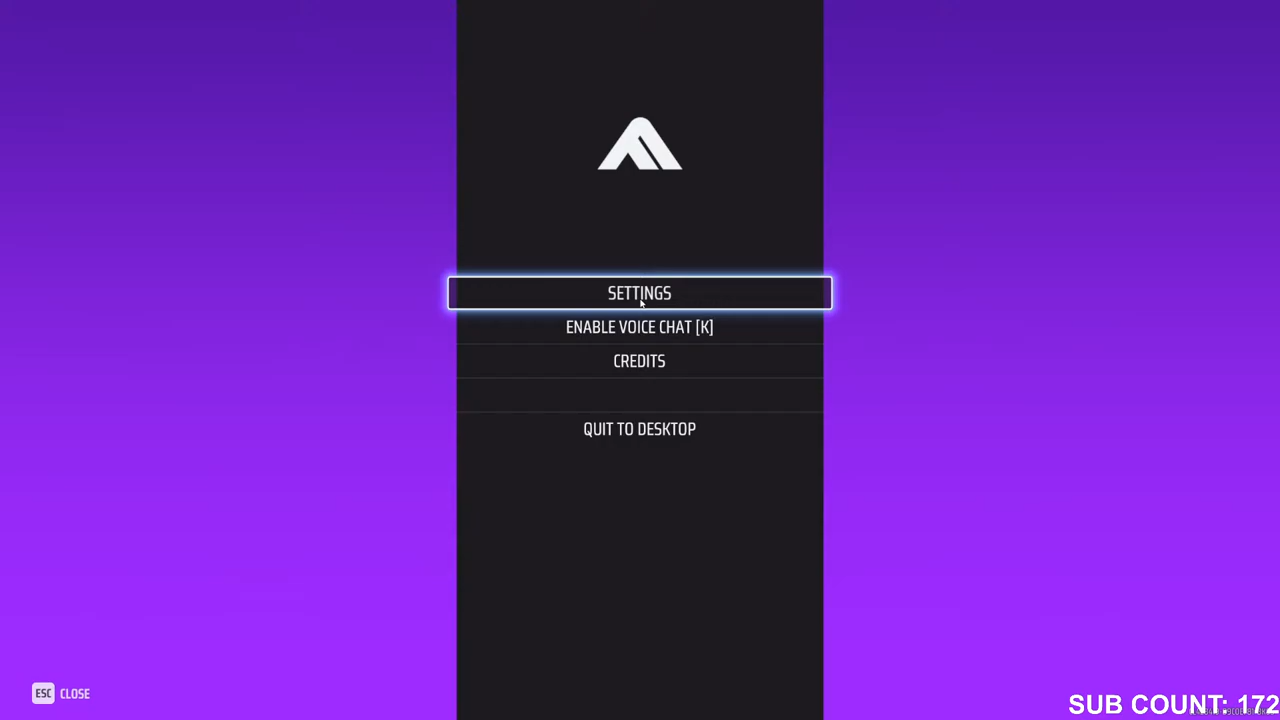 SETTINGS
ENABLE VOICE CHAT [K]
CREDITS
QUIT TO DESKTOP
ESC CLOSE
SUB COUNT: 172